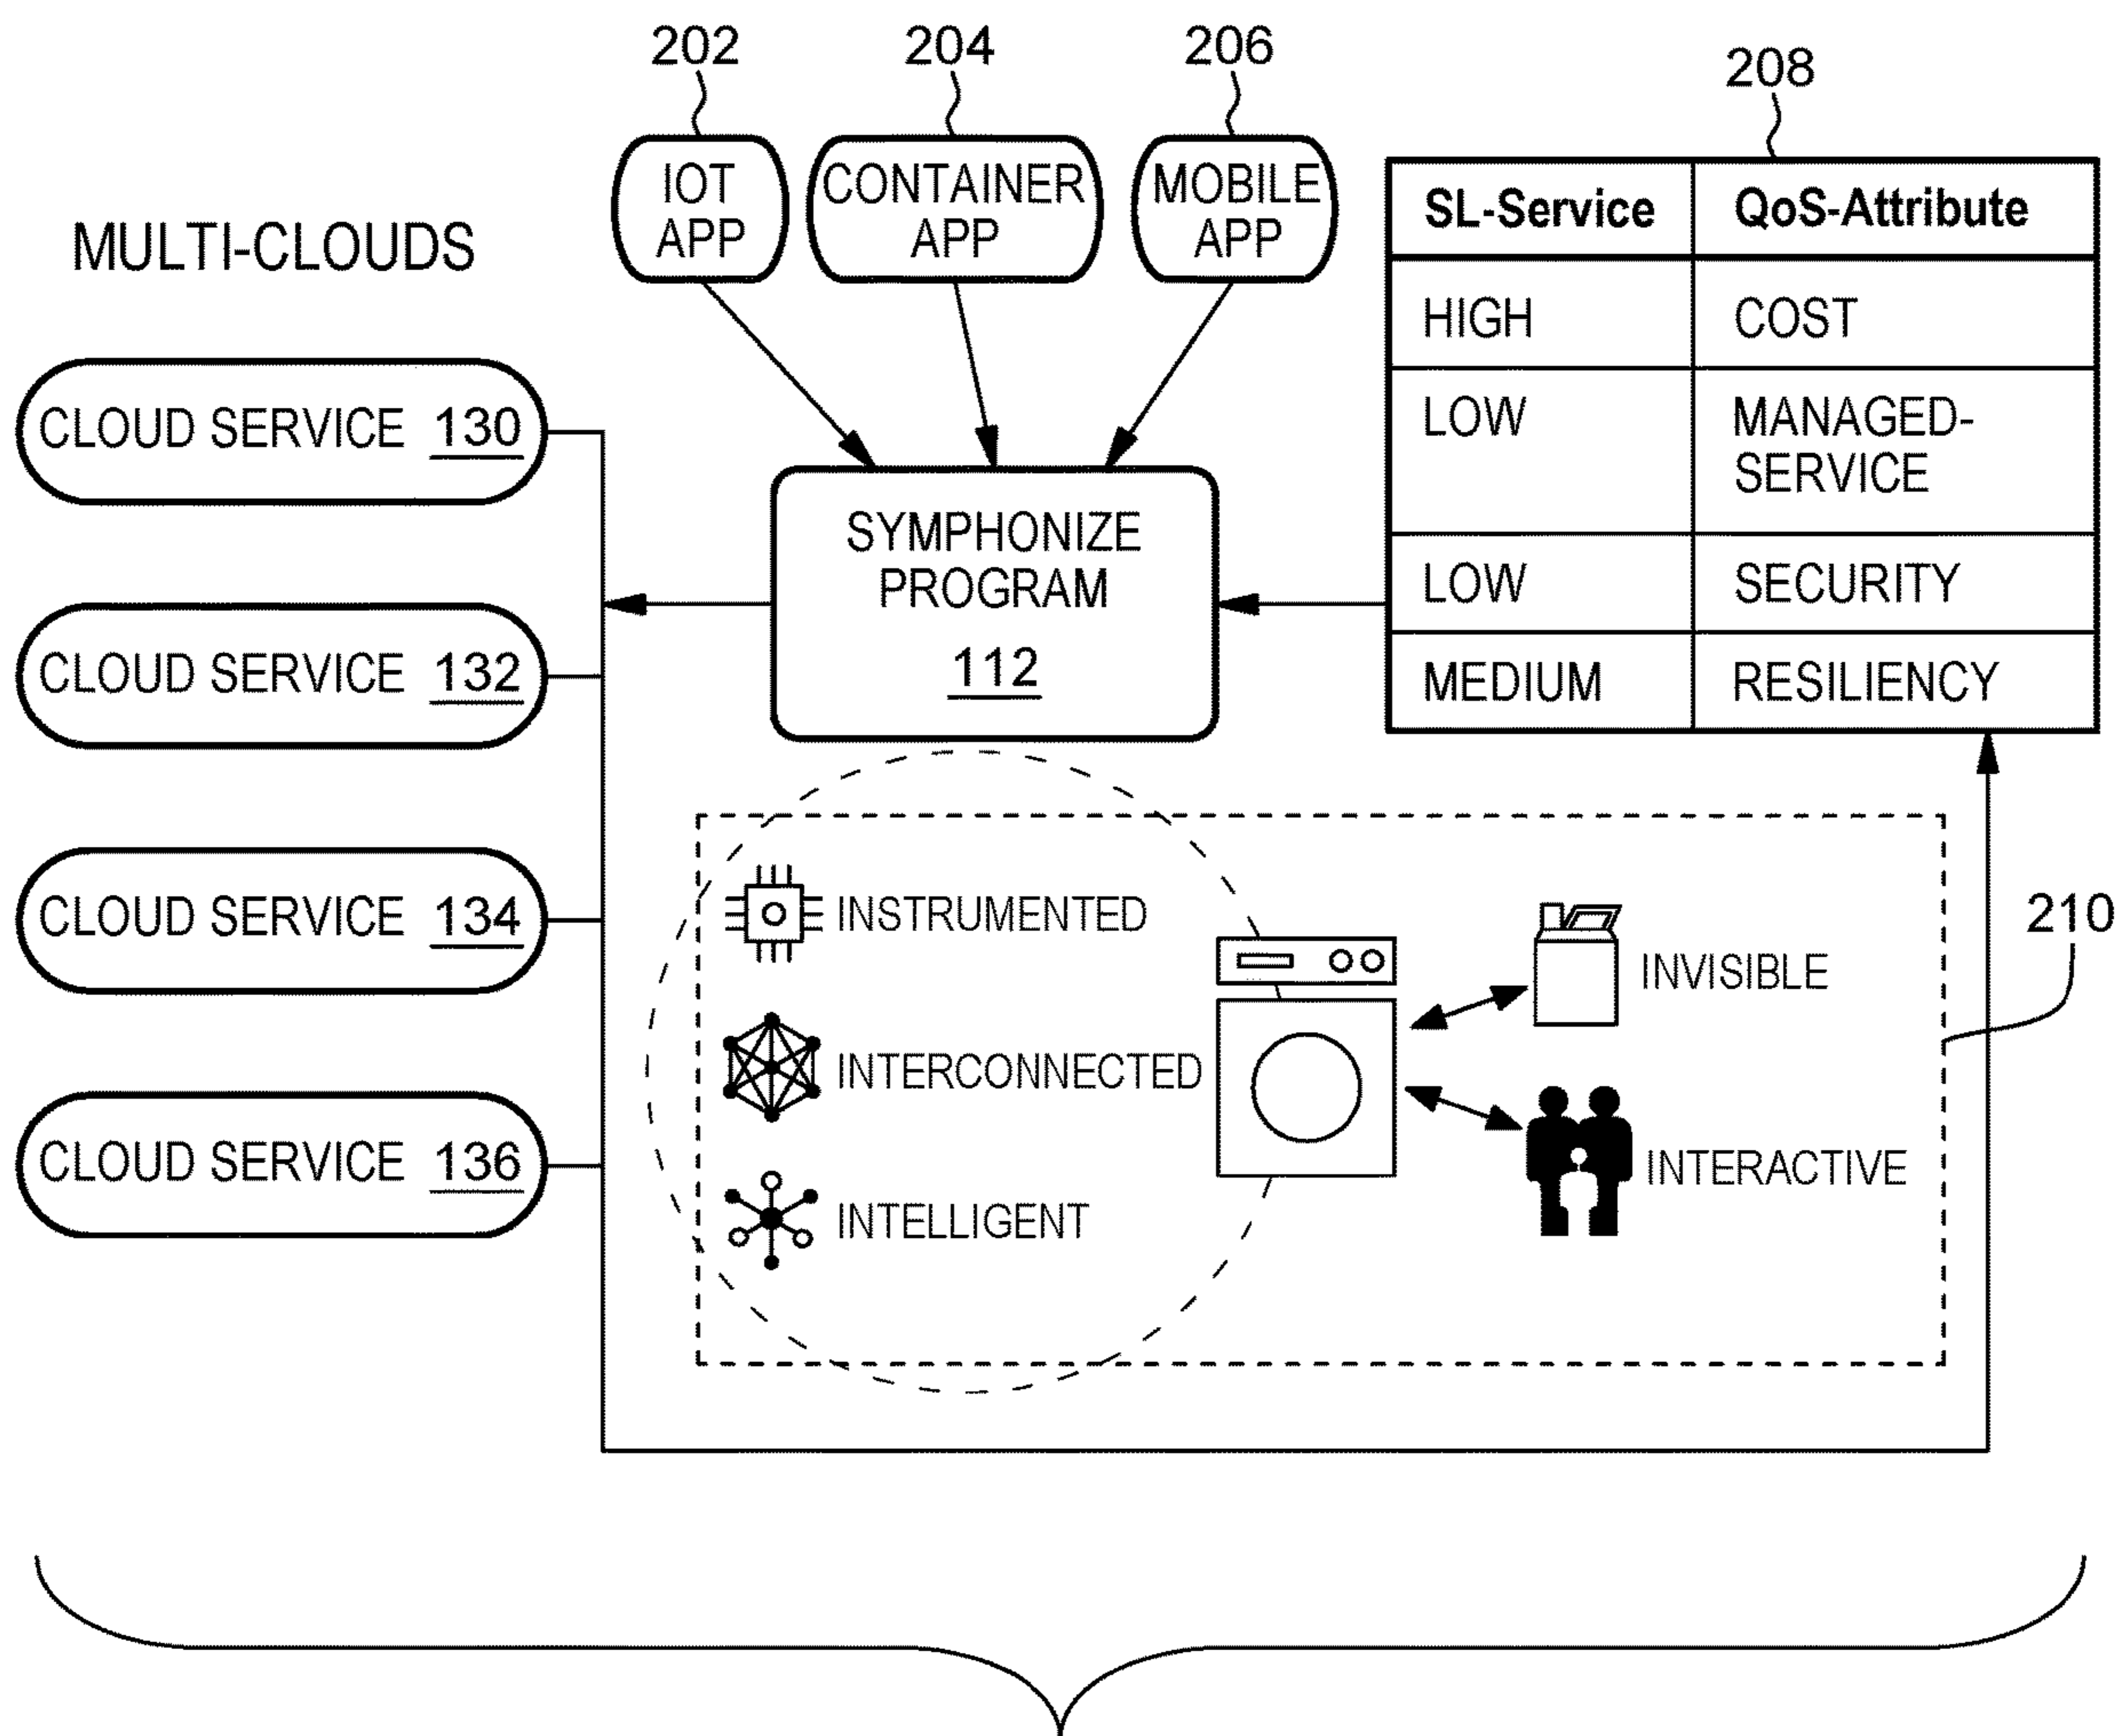 202
204
206
208
MULTI-CLOUDS
IOT
APP
CONTAINER
APP
MOBILE
APP
SL-Service QoS-Attribute
HIGH COST
LOW MANAGED-
SERVICE
LOW SECURITY
MEDIUM RESILIENCY
CLOUD SERVICE 130
CLOUD SERVICE 132
CLOUD SERVICE 134
CLOUD SERVICE 136
SYMPHONIZE
PROGRAM
112
INSTRUMENTED
INTERCONNECTED
INTELLIGENT
INVISIBLE
INTERACTIVE
210